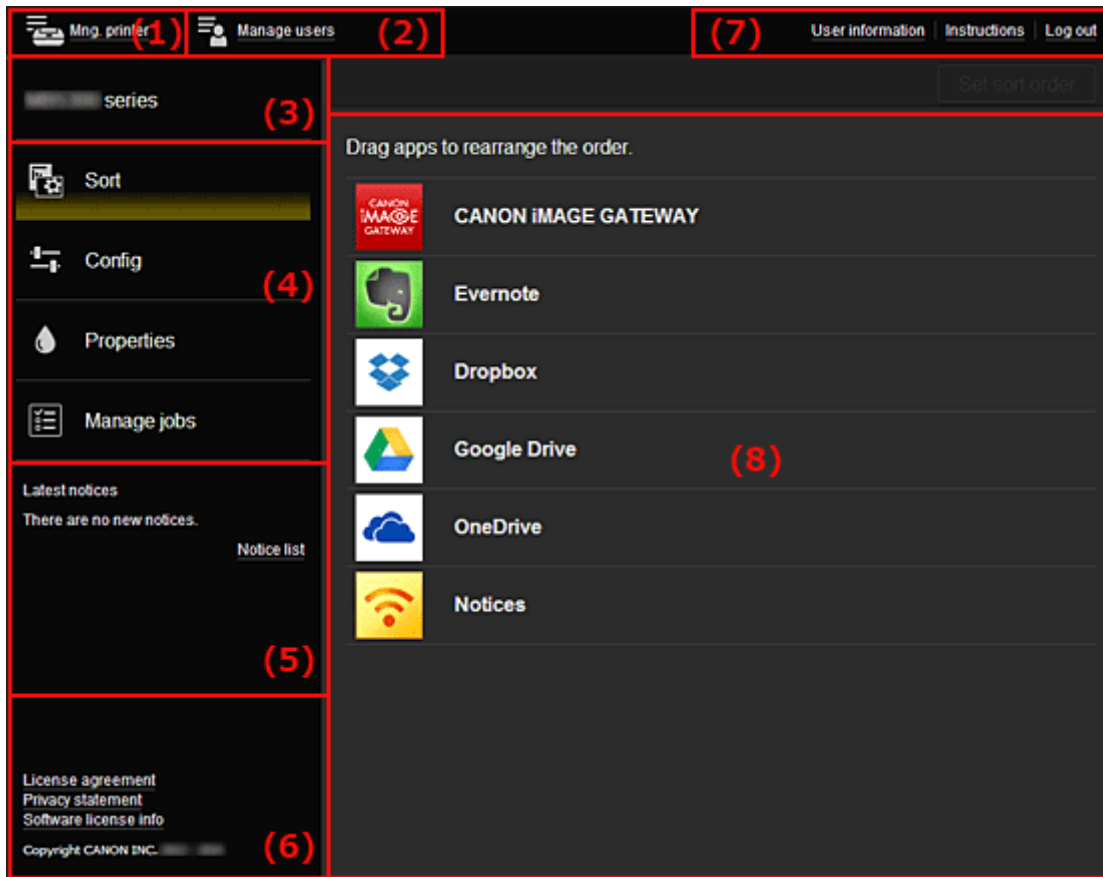 Mng. printer (1)
Manage users (2)
(7) User information Instructions Log out
series (3)
Set sort order
Sort
Config
(4)
Properties
Manage jobs
Latest notices
There are no new notices.
Notice list
(5)
License agreement
Privacy statement
Software license info
Copyright CANON INC.
(6)
Drag apps to rearrange the order.
CANON iMAGE GATEWAY
CANON
iMAGE
GATEWAY
Evernote
Dropbox
Google Drive
(8)
OneDrive
Notices